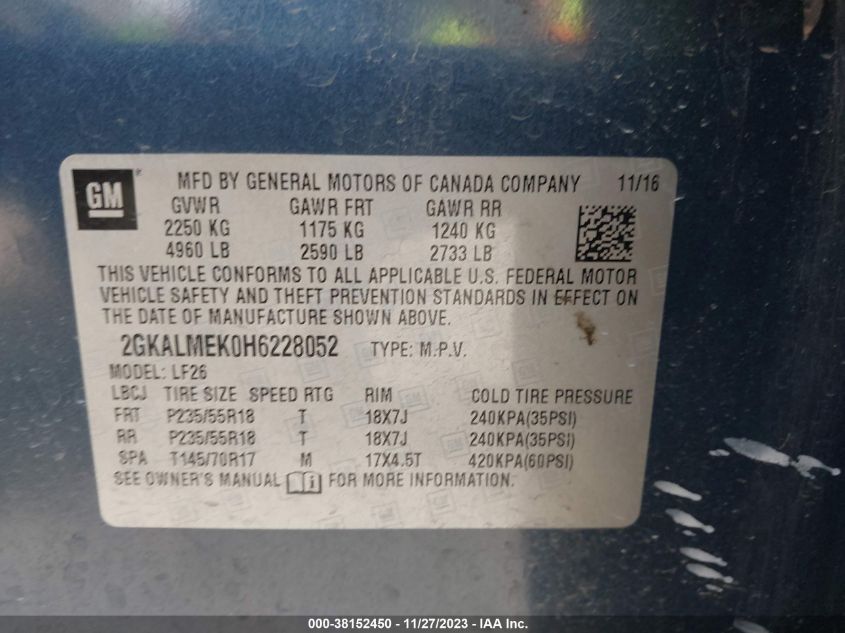 GM
MFD BY GENERAL MOTORS OF CANADA COMPANY 11/16
GVWR GAWR FRT GAWR RR
2250 KG 1175 KG 1240 KG
4960 LB 2590 LB 2733 LB
THIS VEHICLE CONFORMS TO ALL APPLICABLE U.S. FEDERAL MOTOR
VEHICLE SAFETY AND THEFT PREVENTION STANDARDS IN EFFECT ON
THE DATE OF MANUFACTURE SHOWN ABOVE.
2GKALMEK0H6228052 TYPE: M.P.V.
MODEL: LF26
LBCJ TIRE SIZE SPEED RTG RIM COLD TIRE PRESSURE
FRT P235/55R18 T 18X7J 240KPA(35PSI)
RR P235/55R18 T 18X7J 240KPA(35PSI)
SPA T145/70R17 M 17X4.5T 420KPA(60PSI)
SEE OWNER'S MANUAL i FOR MORE INFORMATION.
000-38152450 - 11/27/2023 - IAA Inc.